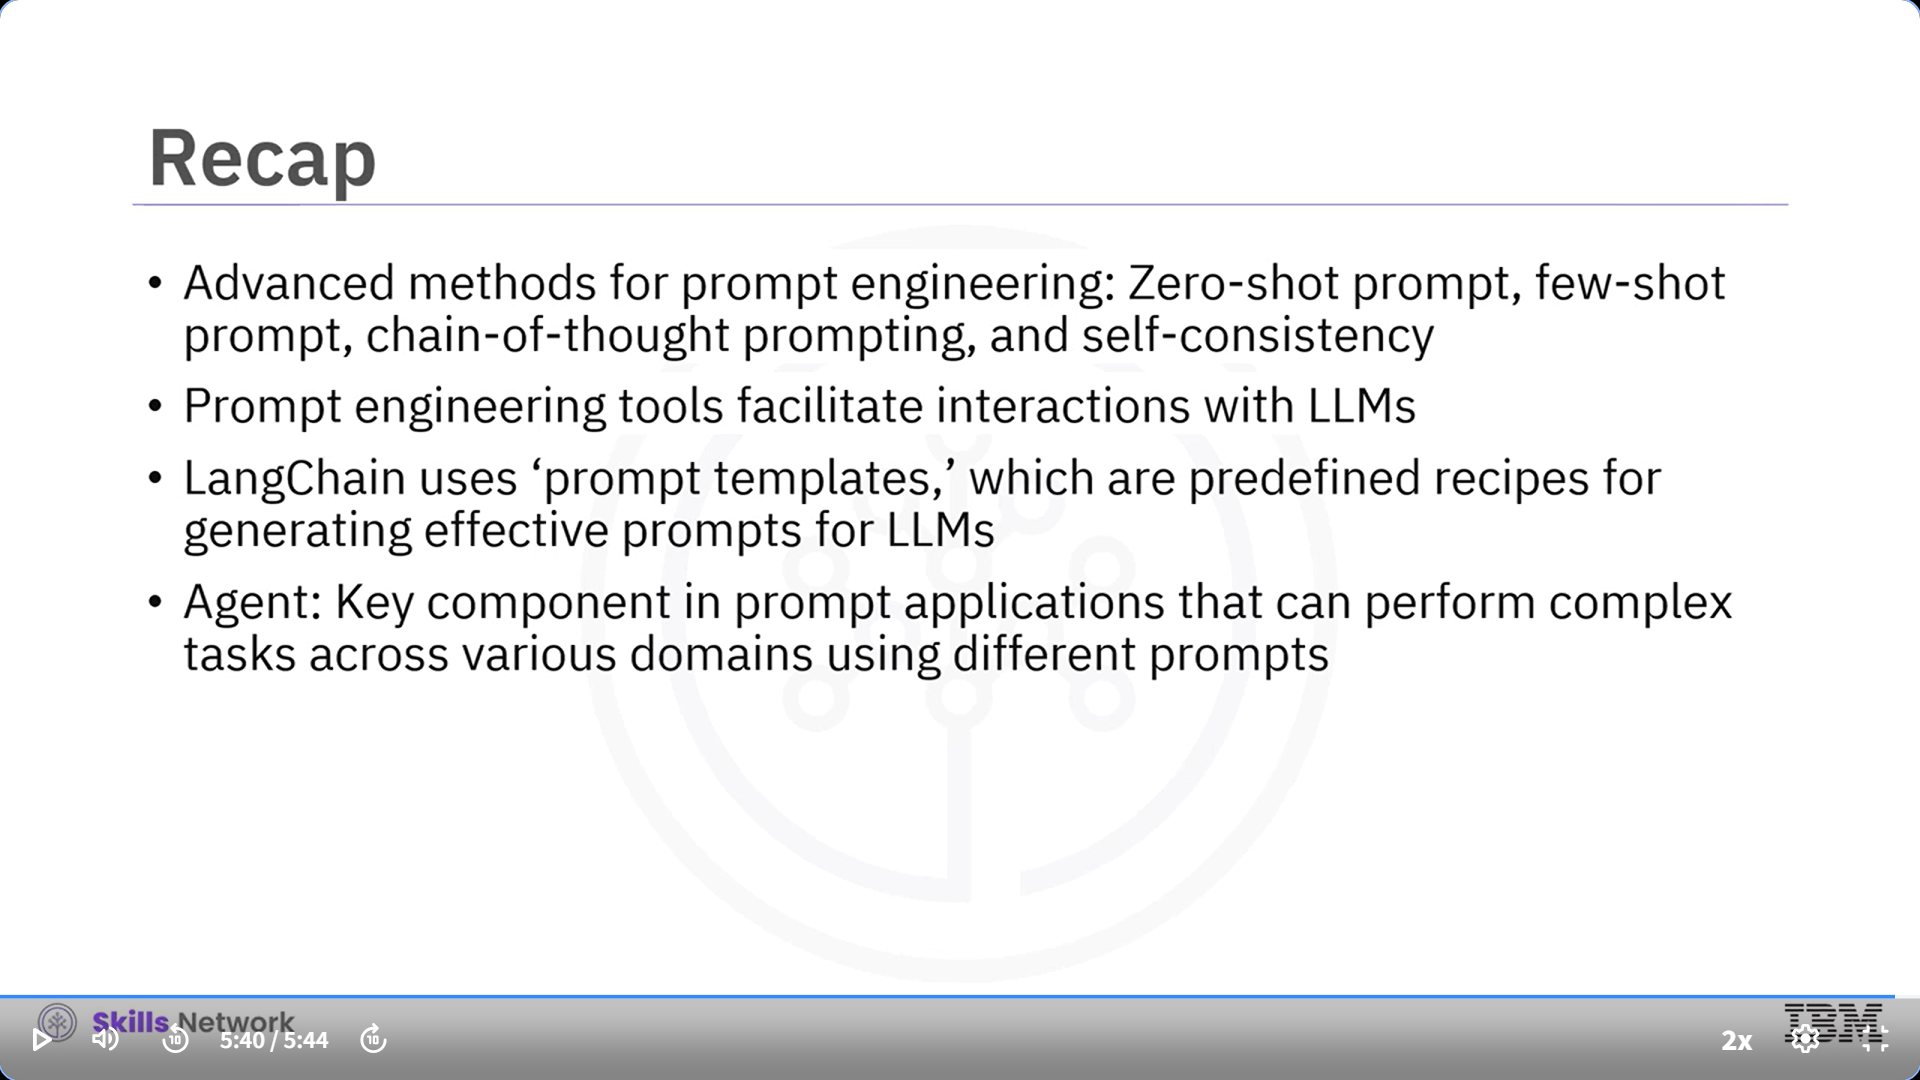 Recap
• Advanced methods for prompt engineering: Zero-shot prompt, few-shot
prompt, chain-of-thought prompting, and self-consistency
• Prompt engineering tools facilitate interactions with LLMs
• LangChain uses ‘prompt templates,’ which are predefined recipes for
generating effective prompts for LLMs
• Agent: Key component in prompt applications that can perform complex
tasks across various domains using different prompts
Skills Network
IBM
10
5:40 / 5:44
10
2x